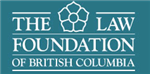 THE LAW
FOUNDATION
OF BRITISH COLUMBIA